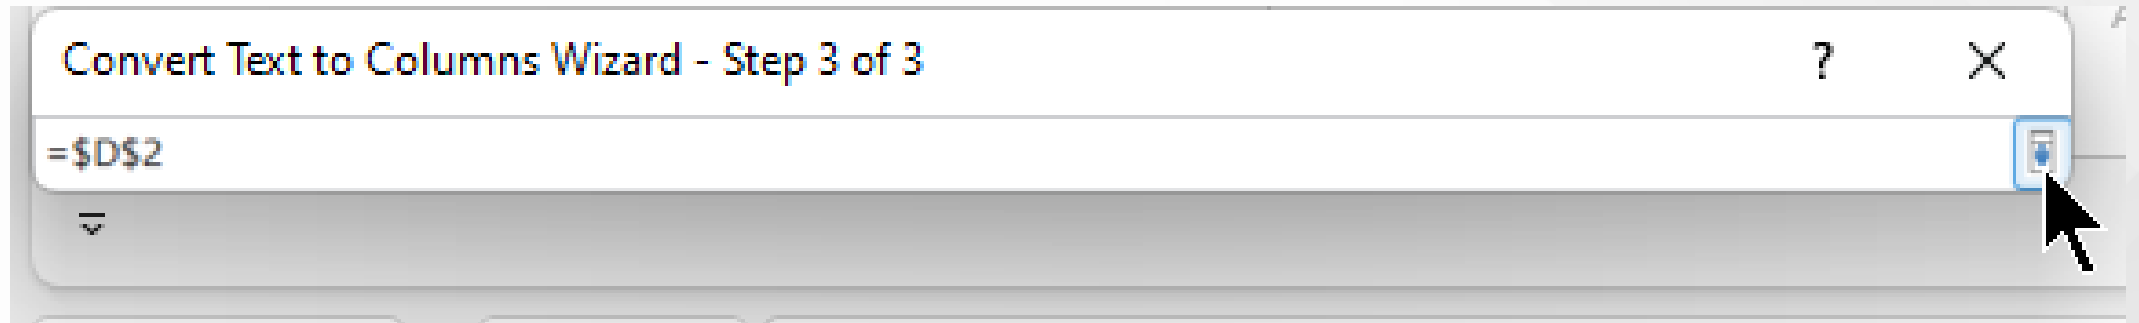 Convert Text to Columns Wizard - Step 3 of 3 ?
=$D$2